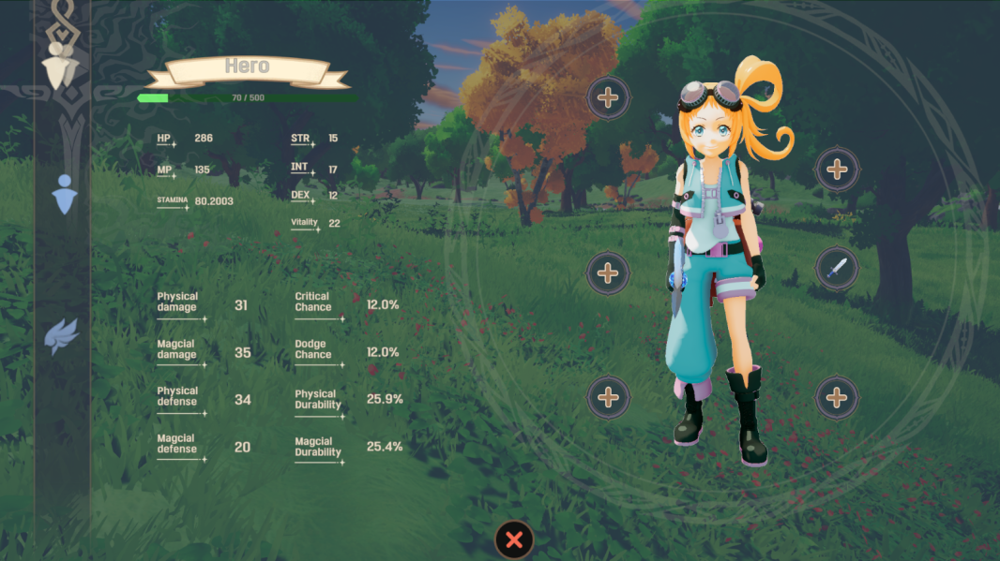 Hero
70 / 500
HP 286 STR 15
MP 135 INT 17
STAMINA 80.2003 DEX 12
Vitality 22
Physical
damage 31
Critical
Chance 12.0%
Magcial
damage 35
Dodge
Chance 12.0%
Physical
defense 34
Physical
Durability 25.9%
Magcial
defense 20
Magcial
Durability 25.4%